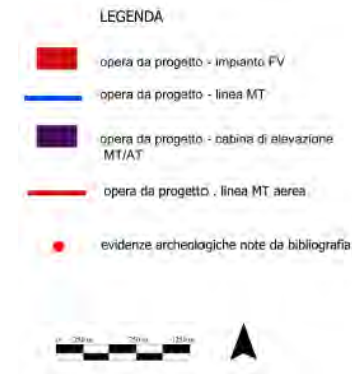 LEGENDA
opera da progetto - impianto FV
opera da progetto - linea MT
opera da progetto - cabina di elevazione
MT/AT
opera da progetto . linea MT aerea
evidenze archeologiche note da bibliografia